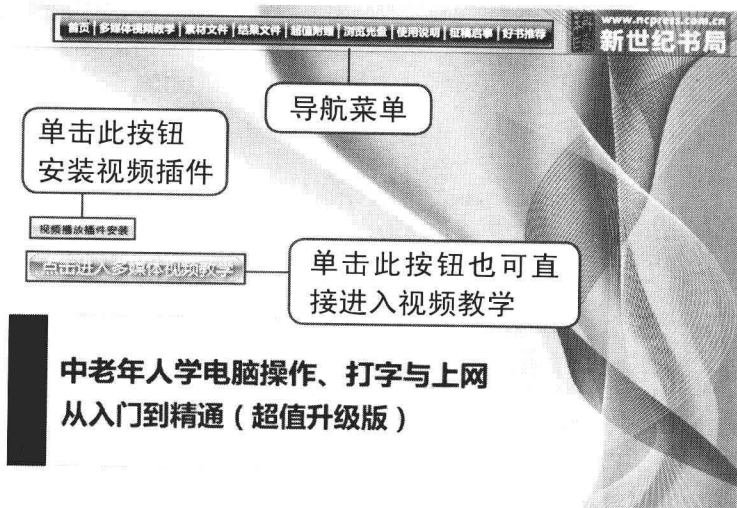 首页 | 多媒体视频教学 | 素材文件 | 结果文件 | 超值附赠 | 浏览光盘 | 使用说明 | 征稿启事 | 好书推荐
www.ncpress.com.cn
新世纪书局
导航菜单
单击此按钮
安装视频插件
视频播放插件安装
点击进入多媒体视频教学
单击此按钮也可直
接进入视频教学
中老年人学电脑操作、打字与上网
从入门到精通（超值升级版）